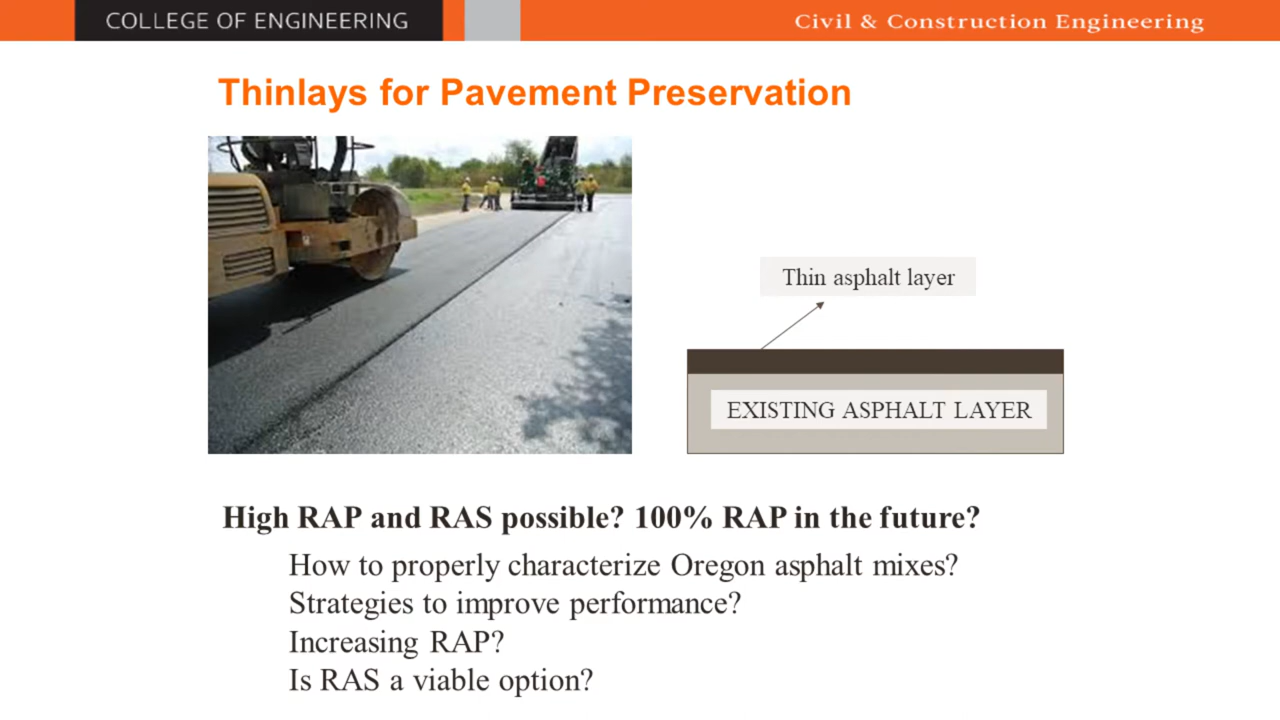 COLLEGE OF ENGINEERING
Civil & Construction Engineering
Thinlays for Pavement Preservation
Thin asphalt layer
EXISTING ASPHALT LAYER
High RAP and RAS possible? 100% RAP in the future?
How to properly characterize Oregon asphalt mixes?
Strategies to improve performance?
Increasing RAP?
Is RAS a viable option?